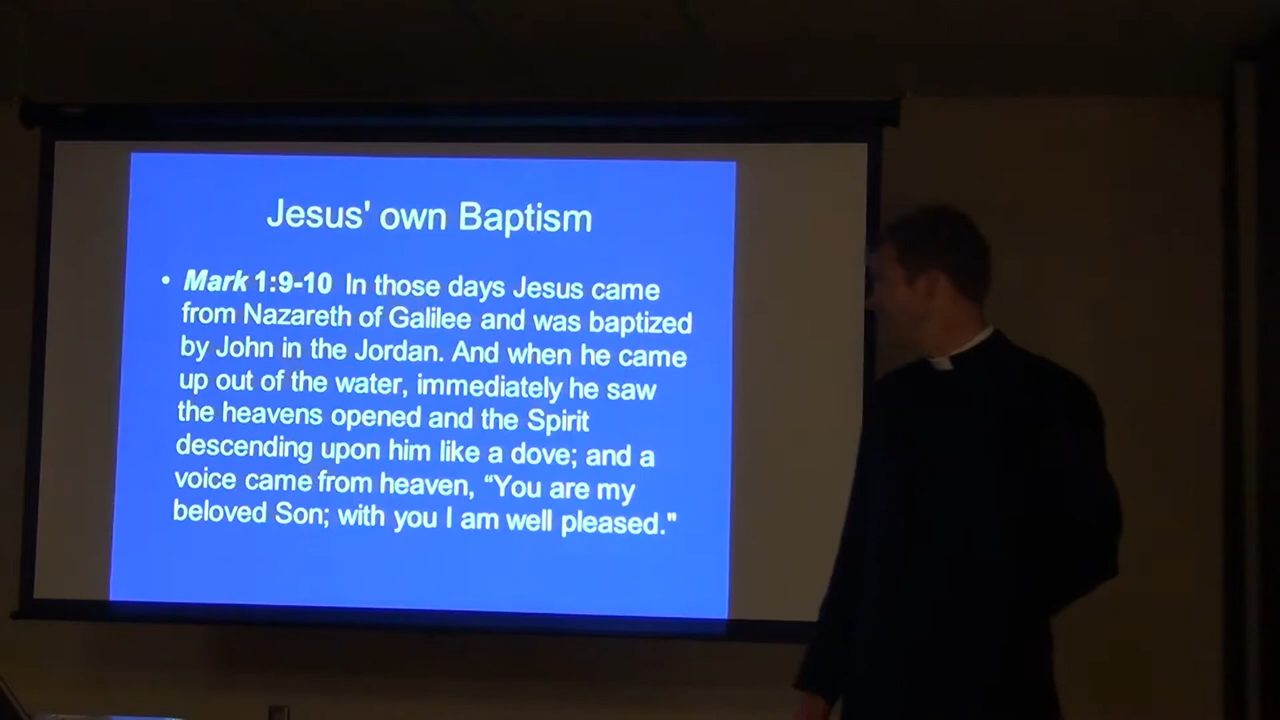 Jesus' own Baptism
• Mark 1:9-10 In those days Jesus came
from Nazareth of Galilee and was baptized
by John in the Jordan. And when he came
up out of the water, immediately he saw
the heavens opened and the Spirit
descending upon him like a dove; and a
voice came from heaven, “You are my
beloved Son; with you I am well pleased."